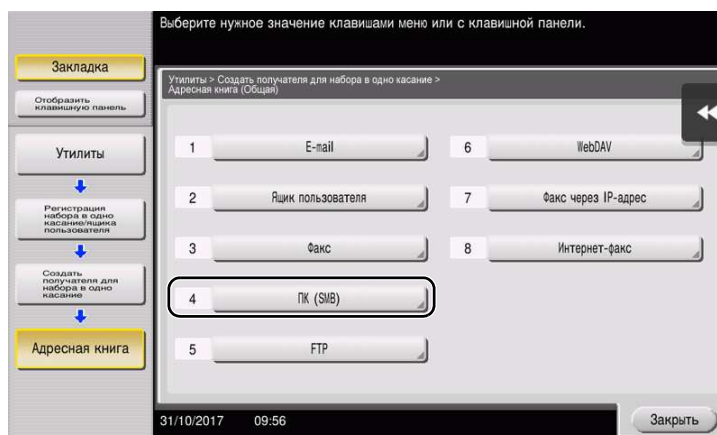 Выберите нужное значение клавишами меню или с клавишной панели.
Закладка
Отобразить
клавишную панель
Утилиты
Регистрация
набора в одно
касание/ящика
пользователя
Создать
получателя для
набора в одно
касание
Адресная книга
Утилиты > Создать получателя для набора в одно касание >
Адресная книга (Общая)
1 E-mail
2 Ящик пользователя
3 Факс
4 ПК (SMB)
5 FTP
6 WebDAV
7 Факс через IP-адрес
8 Интернет-факс
31/10/2017 09:56
Закрыть